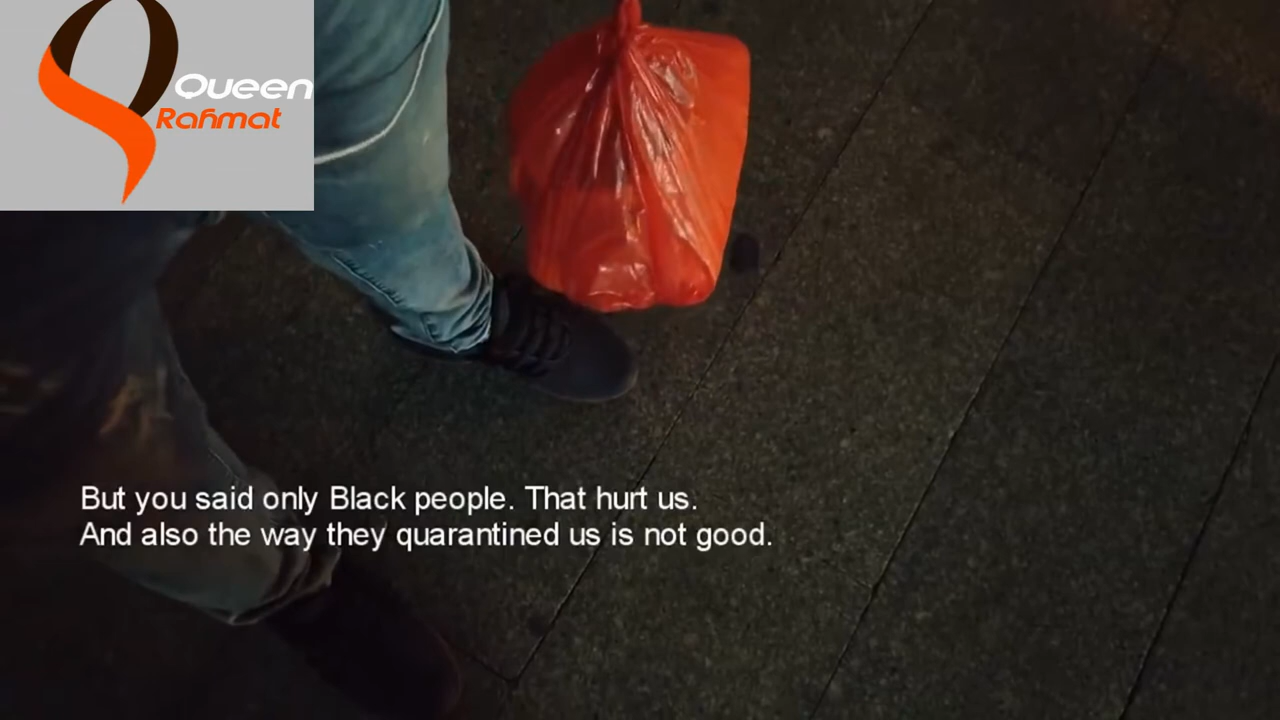 Queen
Rahmat
But you said only Black people. That hurt us.
And also the way they quarantined us is not good.